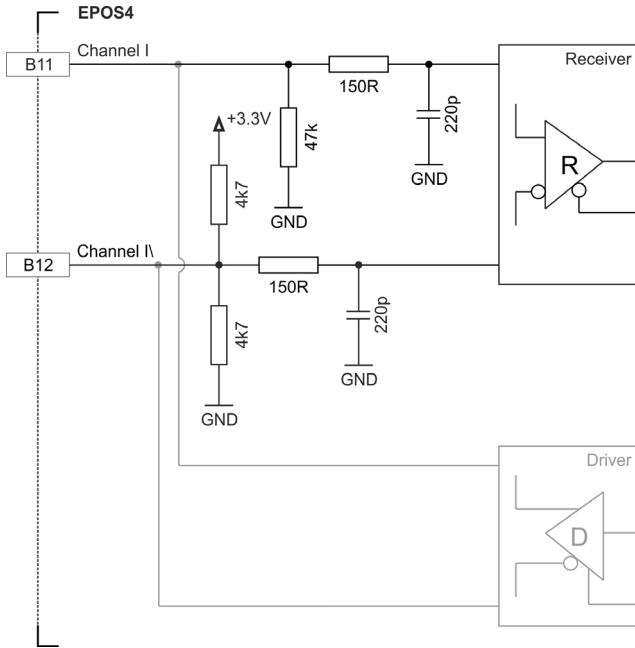 EPOS4
Channel I
B11
Receiver
150R
+3.3V
47k
220p
GND
R
4k7
GND
Channel I\
B12
150R
4k7
220p
GND
GND
Driver
D